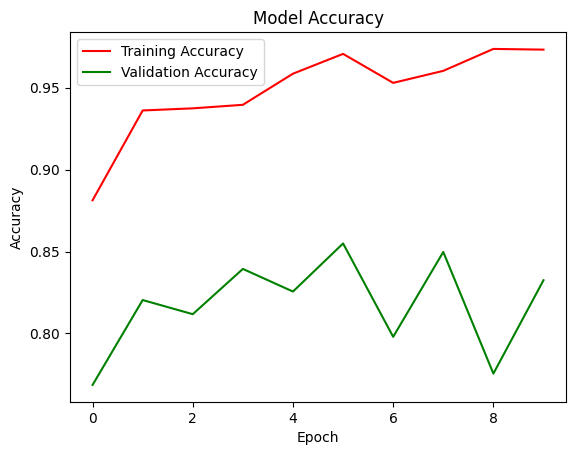 Model Accuracy
Training Accuracy
Validation Accuracy
0.95
0.90
0.85
0.80
Accuracy
0 2 4 6 8
Epoch